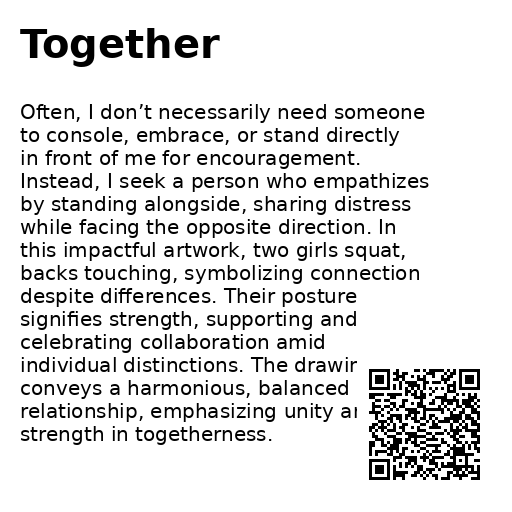 Together
Often, I don’t necessarily need someone
to console, embrace, or stand directly
in front of me for encouragement.
Instead, I seek a person who empathizes
by standing alongside, sharing distress
while facing the opposite direction. In
this impactful artwork, two girls squat,
backs touching, symbolizing connection
despite differences. Their posture
signifies strength, supporting and
celebrating collaboration amid
individual distinctions. The
conveys a harmonious, balanced
relationship, emphasizing unity
strength in togetherness.